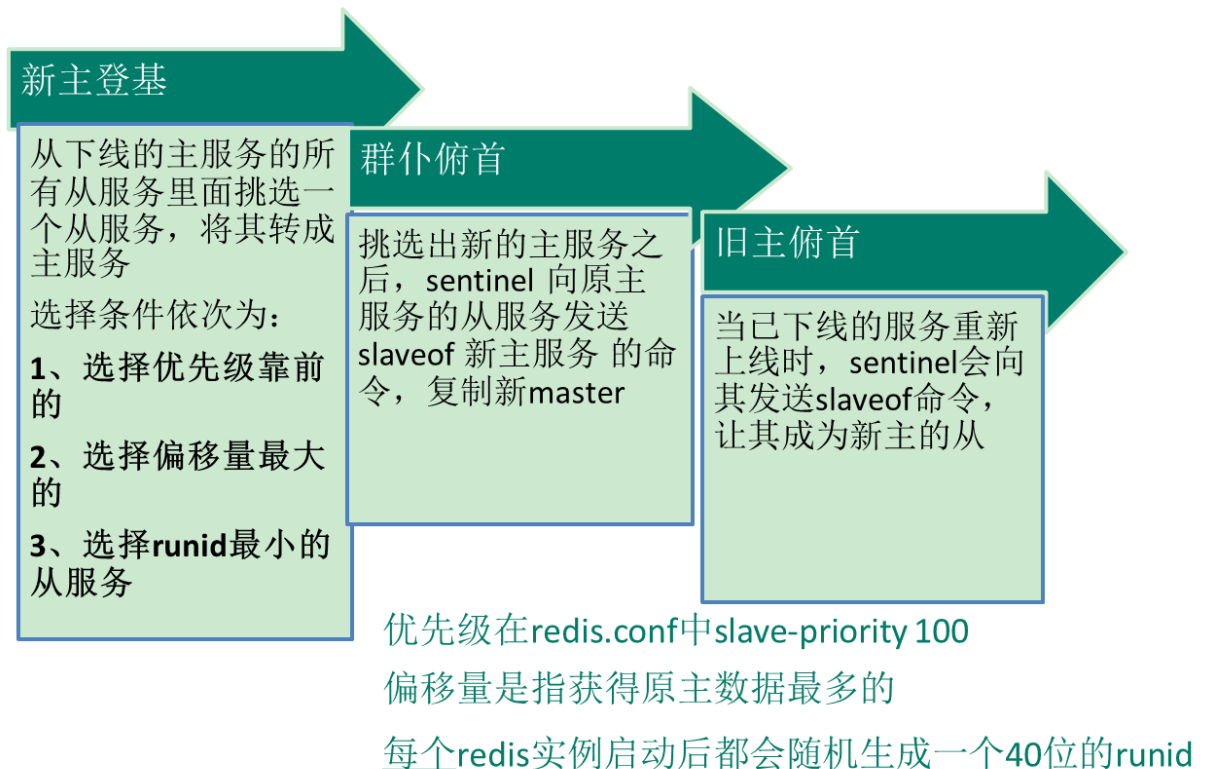 新主登基
从下线的主服务的所
有从服务里面挑选一
个从服务，将其转成
主服务
选择条件依次为：
1、选择优先级靠前
的
2、选择偏移量最大
的
3、选择runid最小的
从服务
群仆俯首
挑选出新的主服务之
后，sentinel 向原主
服务的从服务发送
slaveof 新主服务 的命
令，复制新master
旧主俯首
当已下线的服务重新
上线时，sentinel会向
其发送slaveof命令，
让其成为新主的从
优先级在redis.conf中slave-priority 100
偏移量是指获得原主数据最多的
每个redis实例启动后都会随机生成一个40位的runid